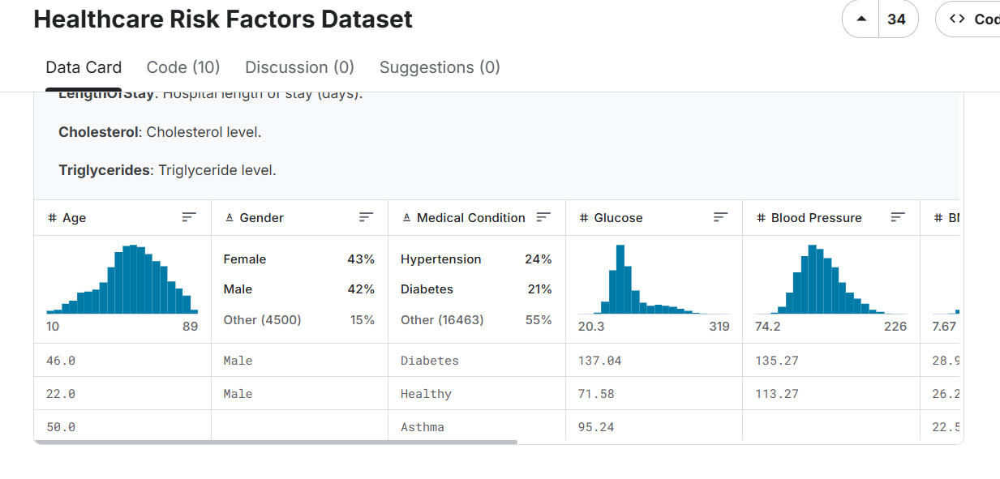 Healthcare Risk Factors Dataset
34
<> Cod
Data Card Code (10) Discussion (0) Suggestions (0)
LengthOfStay: Hospital length of stay (days).
Cholesterol: Cholesterol level.
Triglycerides: Triglyceride level.
# Age A Gender A Medical Condition # Glucose # Blood Pressure # BM
Female 43% Hypertension 24%
Male 42% Diabetes 21%
Other (4500) 15% Other (16463) 55%
10 89 20.3 319 74.2 226 7.67
46.0 Male Diabetes 137.04 135.27 28.9
22.0 Male Healthy 71.58 113.27 26.2
50.0 Asthma 95.24 22.5